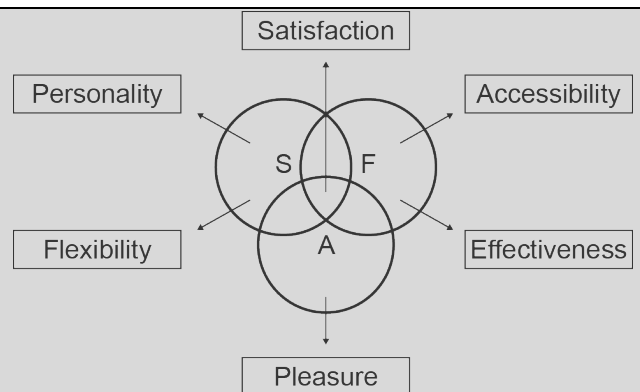 Satisfaction
Personality
Accessibility
S
F
Flexibility
A
Effectiveness
Pleasure